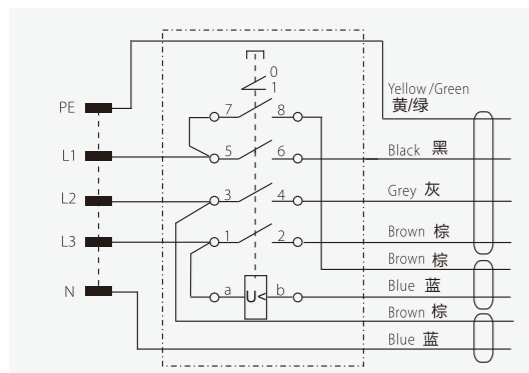 0
1
Yellow /Green
黄/绿
PE
7
8
L1
5
6
Black 黑
L2
3
4
Grey 灰
L3
1
2
Brown 棕
Brown 棕
N
a
U<
b
Blue 蓝
Brown 棕
Blue 蓝